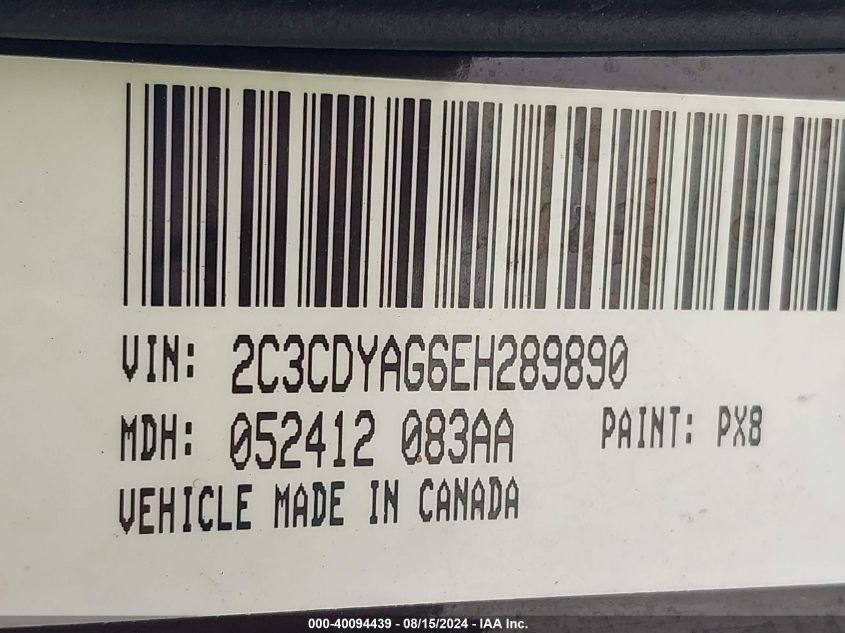 VIN: 2C3CDYAG6EH289890
MDH: 052412 083AA PAINT: PX8
VEHICLE MADE IN CANADA
000-40094439 - 08/15/2024 - IAA Inc.